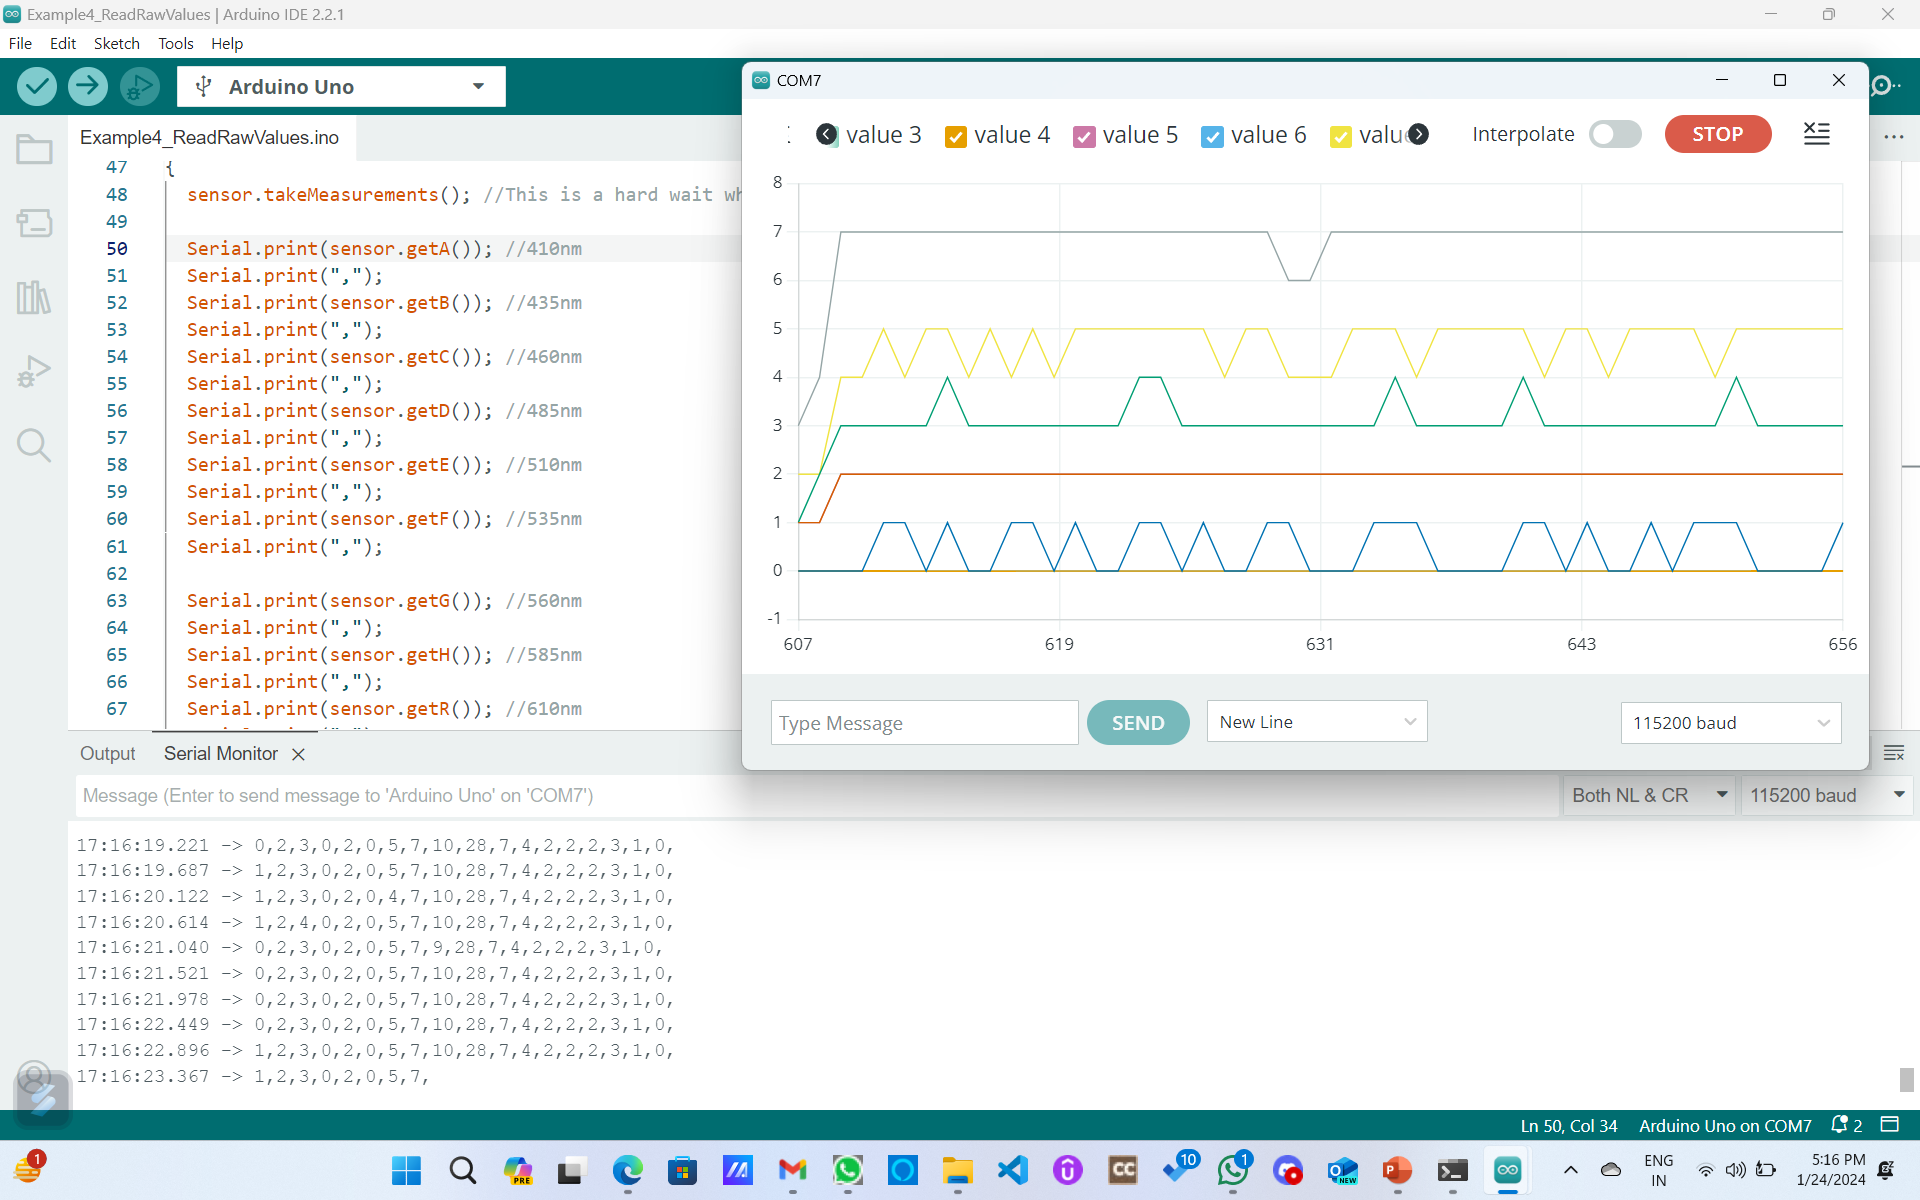 Example4_ReadRawValues | Arduino IDE 2.2.1
File Edit Sketch Tools Help
Arduino Uno
Example4_ReadRawValues.ino
47 {
48 sensor.takeMeasurements(); //This is a hard wait wh
49
50 Serial.print(sensor.getA()); //410nm
51 Serial.print(",");
52 Serial.print(sensor.getB()); //435nm
53 Serial.print(",");
54 Serial.print(sensor.getC()); //460nm
55 Serial.print(",");
56 Serial.print(sensor.getD()); //485nm
57 Serial.print(",");
58 Serial.print(sensor.getE()); //510nm
59 Serial.print(",");
60 Serial.print(sensor.getF()); //535nm
61 Serial.print(",");
62
63 Serial.print(sensor.getG()); //560nm
64 Serial.print(",");
65 Serial.print(sensor.getH()); //585nm
66 Serial.print(",");
67 Serial.print(sensor.getR()); //610nm
COM7
value 3 value 4 value 5 value 6 valu
Interpolate STOP
8
7
6
5
4
3
2
1
0
-1
607 619 631 643 656
Type Message SEND New Line 115200 baud
Output Serial Monitor
Message (Enter to send message to 'Arduino Uno' on 'COM7') Both NL & CR 115200 baud
17:16:19.221 -> 0,2,3,0,2,0,5,7,10,28,7,4,2,2,2,3,1,0,
17:16:19.687 -> 1,2,3,0,2,0,5,7,10,28,7,4,2,2,2,3,1,0,
17:16:20.122 -> 1,2,3,0,2,0,4,7,10,28,7,4,2,2,2,3,1,0,
17:16:20.614 -> 1,2,4,0,2,0,5,7,10,28,7,4,2,2,2,3,1,0,
17:16:21.040 -> 0,2,3,0,2,0,5,7,9,28,7,4,2,2,2,3,1,0,
17:16:21.521 -> 0,2,3,0,2,0,5,7,10,28,7,4,2,2,2,3,1,0,
17:16:21.978 -> 0,2,3,0,2,0,5,7,10,28,7,4,2,2,2,3,1,0,
17:16:22.449 -> 0,2,3,0,2,0,5,7,10,28,7,4,2,2,2,3,1,0,
17:16:22.896 -> 1,2,3,0,2,0,5,7,10,28,7,4,2,2,2,3,1,0,
17:16:23.367 -> 1,2,3,0,2,0,5,7,
Ln 50, Col 34 Arduino Uno on COM7 2
1
PRE
CC
10
1
NEW
ENG
IN
5:16 PM
1/24/2024